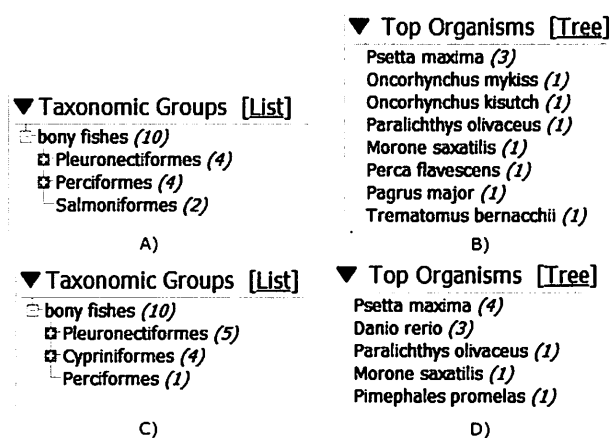 ▼ Taxonomic Groups [List]
bony fishes (10)
Pleuronectiformes (4)
Perciformes (4)
Salmoniformes (2)
A)
▼ Top Organisms [Tree]
Psetta maxima (3)
Oncorhynchus mykiss (1)
Oncorhynchus kisutch (1)
Paralichthys olivaceus (1)
Morone saxatilis (1)
Perca flavescens (1)
Pagrus major (1)
Trematomus bernacchii (1)
B)
▼ Taxonomic Groups [List]
bony fishes (10)
Pleuronectiformes (5)
Cypriniformes (4)
Perciformes (1)
C)
▼ Top Organisms [Tree]
Psetta maxima (4)
Danio rerio (3)
Paralichthys olivaceus (1)
Morone saxatilis (1)
Pimephales promelas (1)
D)